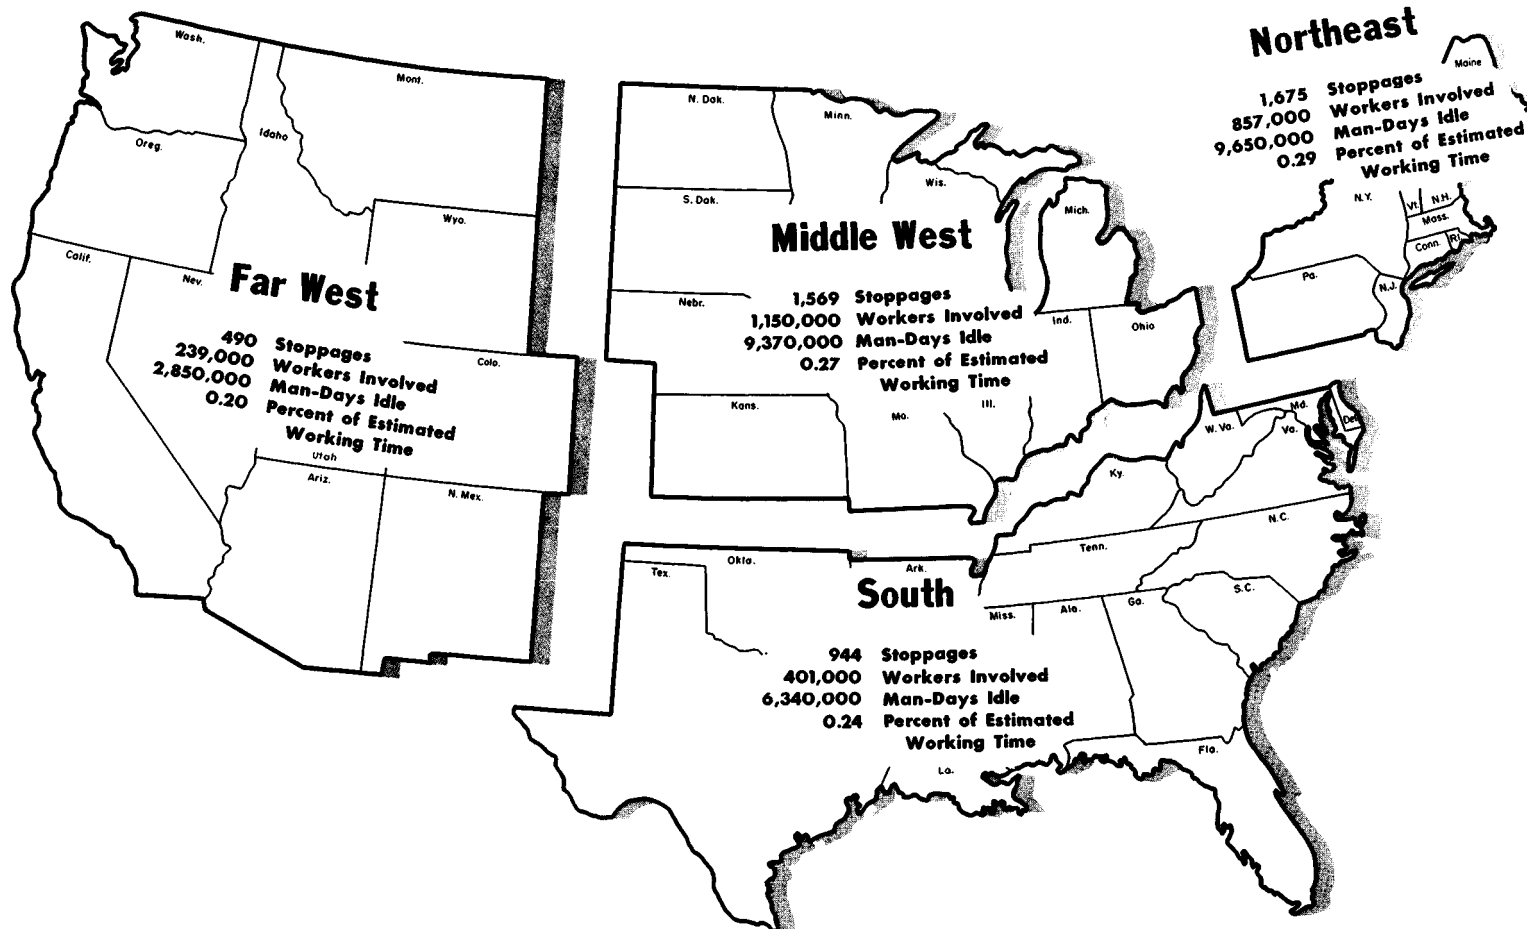 Northeast
1,675 Stoppages
857,000 Workers Involved
9,650,000 Man-Days Idle
0.29 Percent of Estimated
Working Time
Maine
N.Y.
Vt.
N.H.
Mass.
Conn.
R.I.
Pa.
N.J.
Middle West
1,569 Stoppages
1,150,000 Workers Involved
9,370,000 Man-Days Idle
0.27 Percent of Estimated
Working Time
N. Dak.
Minn.
S. Dak.
Wis.
Mich.
Nebr.
Ind.
Ohio
Kans.
Mo.
Ill.
Far West
490 Stoppages
239,000 Workers Involved
2,850,000 Man-Days Idle
0.20 Percent of Estimated
Working Time
Wash.
Mont.
Idaho
Oreg.
Wyo.
Calif.
Nev.
Colo.
Utah
Ariz.
N. Mex.
South
944 Stoppages
401,000 Workers Involved
6,340,000 Man-Days Idle
0.24 Percent of Estimated
Working Time
Md.
Del.
W. Va.
Va.
Ky.
N.C.
Tenn.
Okla.
Tex.
Ark.
S.C.
Miss.
Ala.
Ga.
Fla.
La.